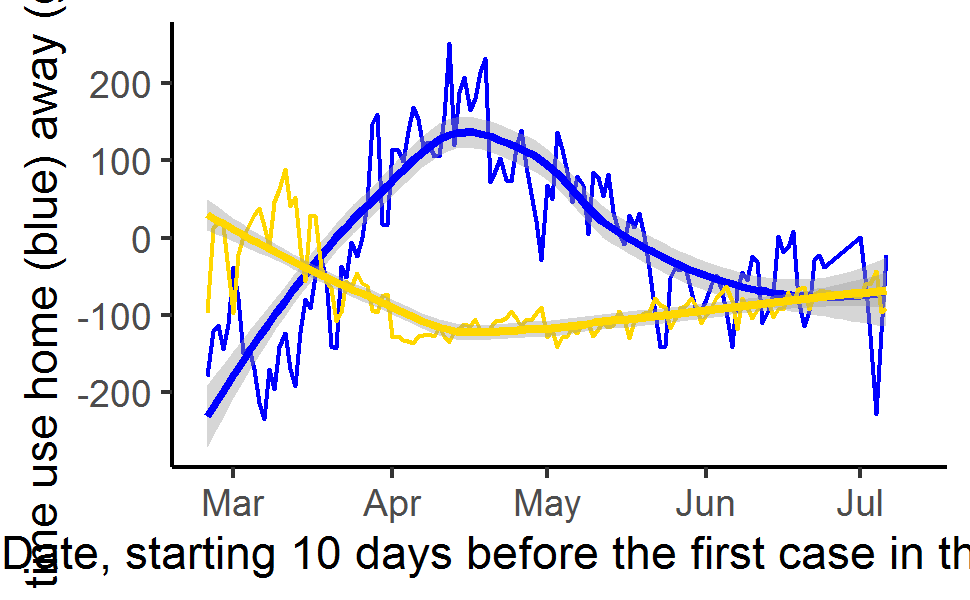 time use home (blue) away (
200
100
0
-100
-200
Mar Apr May Jun Jul
Date, starting 10 days before the first case in th